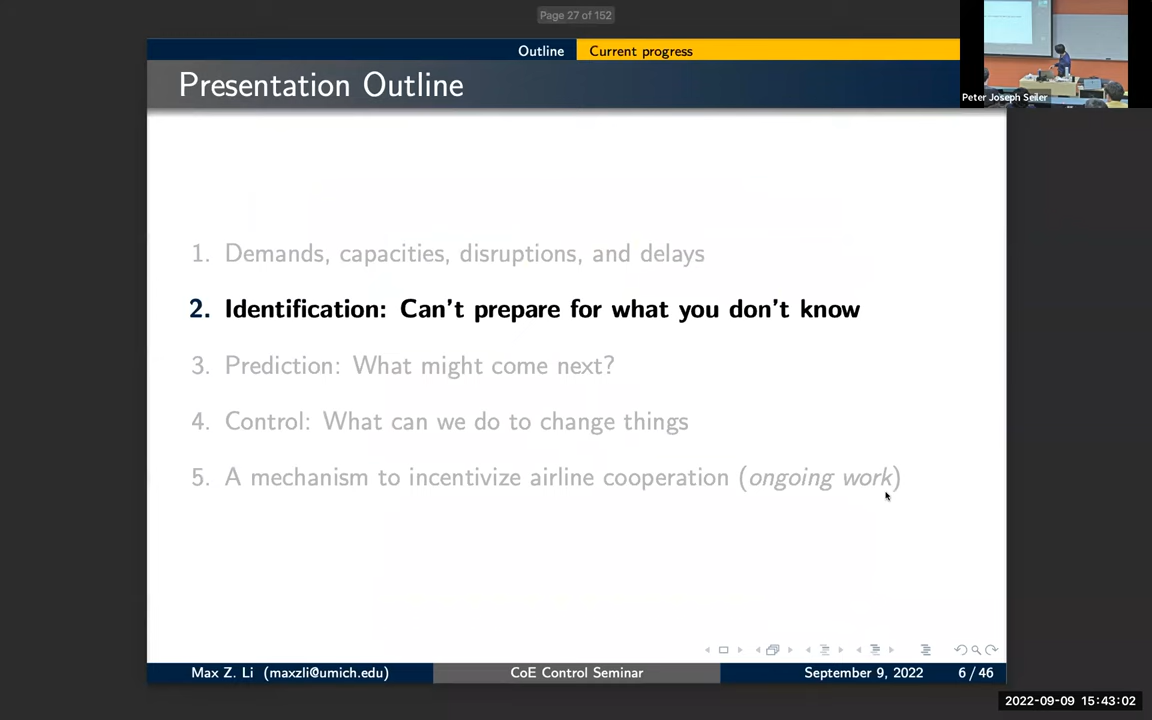 Page 27 of 152
Outline
Current progress
Presentation Outline
Peter Joseph Seiler
1. Demands, capacities, disruptions, and delays
2. Identification: Can't prepare for what you don't know
3. Prediction: What might come next?
4. Control: What can we do to change things
5. A mechanism to incentivize airline cooperation (ongoing work)
Max Z. Li (maxzli@umich.edu)
CoE Control Seminar
September 9, 2022
6 / 46
2022-09-09 15:43:02